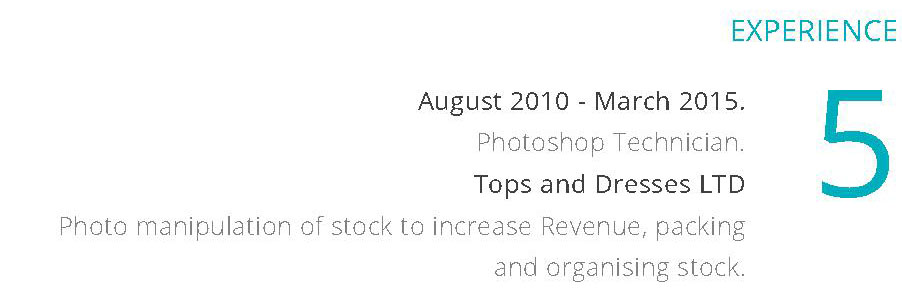 EXPERIENCE
August 2010 - March 2015.
5
Photoshop Technician.
Tops and Dresses LTD
Photo manipulation of stock to increase Revenue, packing
and organising stock.